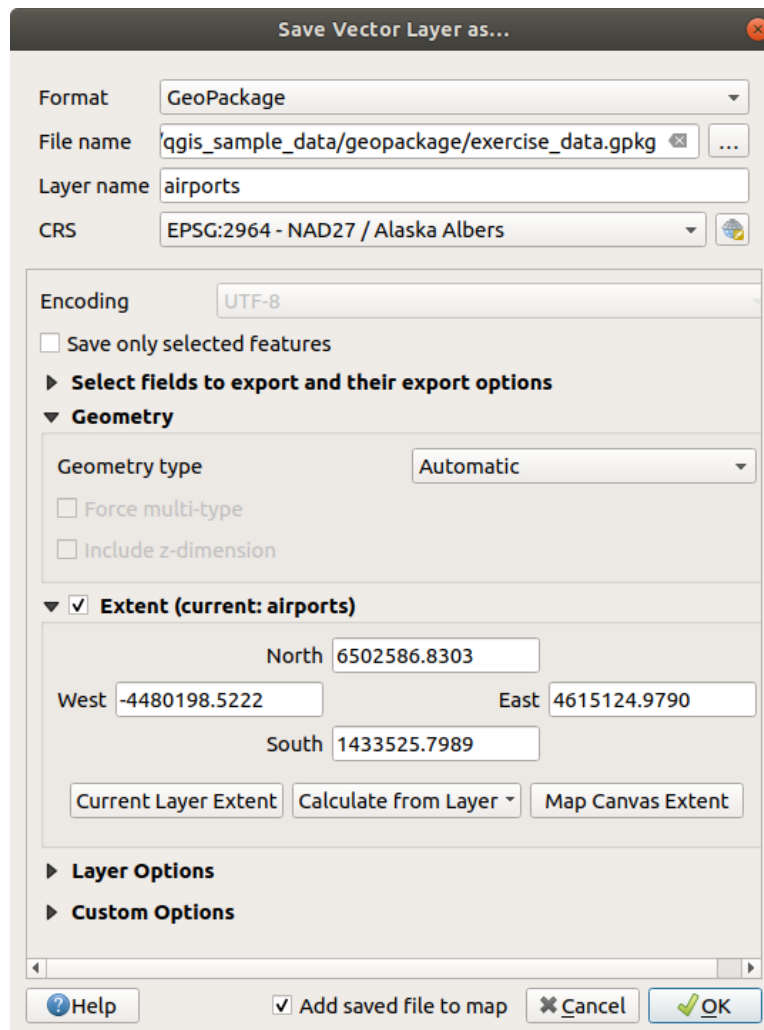 Save Vector Layer as...
Format GeoPackage
File name /qgis_sample_data/geopackage/exercise_data.gpkg ...
Layer name airports
CRS EPSG:2964 - NAD27 / Alaska Albers
Encoding UTF-8
Save only selected features
Select fields to export and their export options
Geometry
Geometry type Automatic
Force multi-type
Include z-dimension
Extent (current: airports)
North 6502586.8303
West -4480198.5222 East 4615124.9790
South 1433525.7989
Current Layer Extent Calculate from Layer Map Canvas Extent
Layer Options
Custom Options
Help Add saved file to map Cancel OK